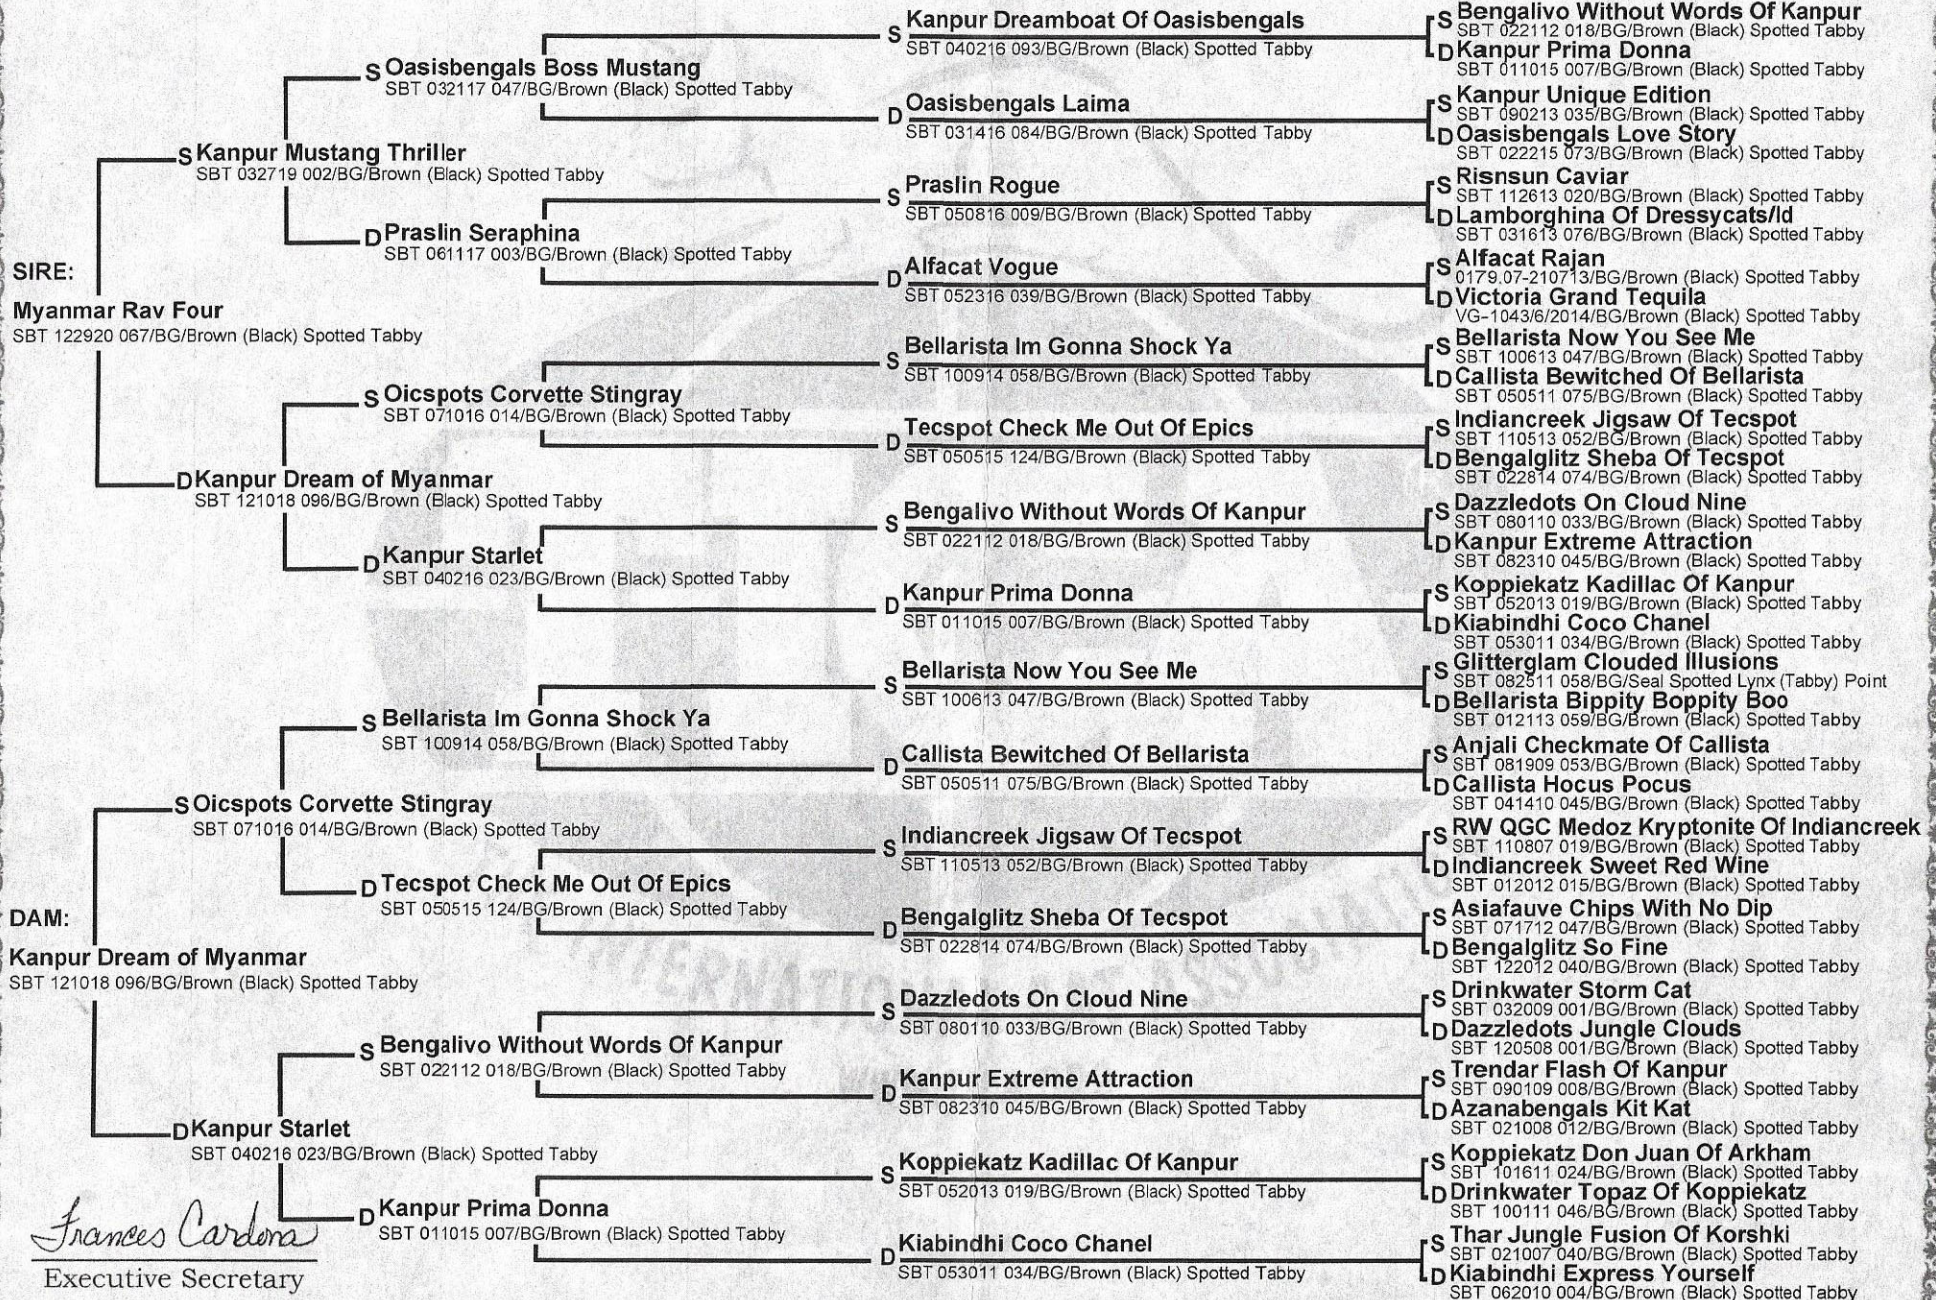 SIRE:
Myanmar Rav Four
SBT 122920 067/BG/Brown (Black) Spotted Tabby
S Kanpur Mustang Thriller
SBT 032719 002/BG/Brown (Black) Spotted Tabby
D Kanpur Dream of Myanmar
SBT 121018 096/BG/Brown (Black) Spotted Tabby
S Oasisbengals Boss Mustang
SBT 032117 047/BG/Brown (Black) Spotted Tabby
D Praslin Seraphina
SBT 061117 003/BG/Brown (Black) Spotted Tabby
S Oicspots Corvette Stingray
SBT 071016 014/BG/Brown (Black) Spotted Tabby
D Kanpur Starlet
SBT 040216 023/BG/Brown (Black) Spotted Tabby
S Kanpur Dreamboat Of Oasisbengals
SBT 040216 093/BG/Brown (Black) Spotted Tabby
D Oasisbengals Laima
SBT 031416 084/BG/Brown (Black) Spotted Tabby
S Praslin Rogue
SBT 050816 009/BG/Brown (Black) Spotted Tabby
D Alfacat Vogue
SBT 052316 039/BG/Brown (Black) Spotted Tabby
S Bellarista Im Gonna Shock Ya
SBT 100914 058/BG/Brown (Black) Spotted Tabby
D Tecspot Check Me Out Of Epics
SBT 050515 124/BG/Brown (Black) Spotted Tabby
S Bengalivo Without Words Of Kanpur
SBT 022112 018/BG/Brown (Black) Spotted Tabby
D Kanpur Prima Donna
SBT 011015 007/BG/Brown (Black) Spotted Tabby
S Bengalivo Without Words Of Kanpur
SBT 022112 018/BG/Brown (Black) Spotted Tabby
D Kanpur Prima Donna
SBT 011015 007/BG/Brown (Black) Spotted Tabby
S Kanpur Unique Edition
SBT 090213 035/BG/Brown (Black) Spotted Tabby
D Oasisbengals Love Story
SBT 022215 073/BG/Brown (Black) Spotted Tabby
S Risnsun Caviar
SBT 112613 020/BG/Brown (Black) Spotted Tabby
D Lamborghina Of Dressycats/Id
SBT 031613 076/BG/Brown (Black) Spotted Tabby
S Alfacat Rajan
0179.07-210713/BG/Brown (Black) Spotted Tabby
D Victoria Grand Tequila
VG-1043/6/2014/BG/Brown (Black) Spotted Tabby
S Bellarista Now You See Me
SBT 100613 047/BG/Brown (Black) Spotted Tabby
D Callista Bewitched Of Bellarista
SBT 050511 075/BG/Brown (Black) Spotted Tabby
S Indiancreek Jigsaw Of Tecspot
SBT 110513 052/BG/Brown (Black) Spotted Tabby
D Bengalglitz Sheba Of Tecspot
SBT 022814 074/BG/Brown (Black) Spotted Tabby
S Dazzledots On Cloud Nine
SBT 080110 033/BG/Brown (Black) Spotted Tabby
D Kanpur Extreme Attraction
SBT 082310 045/BG/Brown (Black) Spotted Tabby
S Koppiekatz Kadillac Of Kanpur
SBT 052013 019/BG/Brown (Black) Spotted Tabby
D Kiabindhi Coco Chanel
SBT 053011 034/BG/Brown (Black) Spotted Tabby
DAM:
Kanpur Dream of Myanmar
SBT 121018 096/BG/Brown (Black) Spotted Tabby
S Oicspots Corvette Stingray
SBT 071016 014/BG/Brown (Black) Spotted Tabby
D Kanpur Starlet
SBT 040216 023/BG/Brown (Black) Spotted Tabby
S Bellarista Im Gonna Shock Ya
SBT 100914 058/BG/Brown (Black) Spotted Tabby
D Tecspot Check Me Out Of Epics
SBT 050515 124/BG/Brown (Black) Spotted Tabby
S Bengalivo Without Words Of Kanpur
SBT 022112 018/BG/Brown (Black) Spotted Tabby
D Kanpur Prima Donna
SBT 011015 007/BG/Brown (Black) Spotted Tabby
S Bellarista Now You See Me
SBT 100613 047/BG/Brown (Black) Spotted Tabby
D Callista Bewitched Of Bellarista
SBT 050511 075/BG/Brown (Black) Spotted Tabby
S Indiancreek Jigsaw Of Tecspot
SBT 110513 052/BG/Brown (Black) Spotted Tabby
D Bengalglitz Sheba Of Tecspot
SBT 022814 074/BG/Brown (Black) Spotted Tabby
S Dazzledots On Cloud Nine
SBT 080110 033/BG/Brown (Black) Spotted Tabby
D Kanpur Extreme Attraction
SBT 082310 045/BG/Brown (Black) Spotted Tabby
S Koppiekatz Kadillac Of Kanpur
SBT 052013 019/BG/Brown (Black) Spotted Tabby
D Kiabindhi Coco Chanel
SBT 053011 034/BG/Brown (Black) Spotted Tabby
S Glitterglam Clouded Illusions
SBT 082511 058/BG/Seal Spotted Lynx (Tabby) Point
D Bellarista Bippity Boppity Boo
SBT 012113 059/BG/Brown (Black) Spotted Tabby
S Anjali Checkmate Of Callista
SBT 081909 053/BG/Brown (Black) Spotted Tabby
D Callista Hocus Pocus
SBT 041410 045/BG/Brown (Black) Spotted Tabby
S RW QGC Medoz Kryptonite Of Indiancreek
SBT 110807 019/BG/Brown (Black) Spotted Tabby
D Indiancreek Sweet Red Wine
SBT 012012 015/BG/Brown (Black) Spotted Tabby
S Asiafauve Chips With No Dip
SBT 071712 047/BG/Brown (Black) Spotted Tabby
D Bengalglitz So Fine
SBT 122012 040/BG/Brown (Black) Spotted Tabby
S Drinkwater Storm Cat
SBT 032009 001/BG/Brown (Black) Spotted Tabby
D Dazzledots Jungle Clouds
SBT 120508 001/BG/Brown (Black) Spotted Tabby
S Trendar Flash Of Kanpur
SBT 090109 008/BG/Brown (Black) Spotted Tabby
D Azanabengals Kit Kat
SBT 021008 012/BG/Brown (Black) Spotted Tabby
S Koppiekatz Don Juan Of Arkham
SBT 101611 024/BG/Brown (Black) Spotted Tabby
D Drinkwater Topaz Of Koppiekatz
SBT 100111 046/BG/Brown (Black) Spotted Tabby
S Thar Jungle Fusion Of Korshki
SBT 021007 040/BG/Brown (Black) Spotted Tabby
D Kiabindhi Express Yourself
SBT 062010 004/BG/Brown (Black) Spotted Tabby
Frances Cardona
Executive Secretary
INTERNATIONAL CAT ASSOCIATION